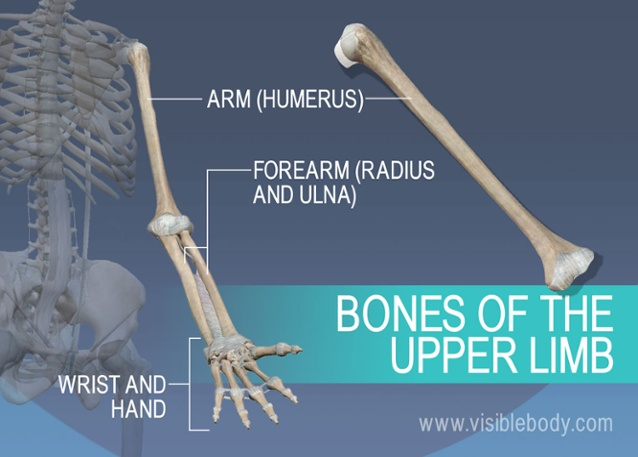 ARM (HUMERUS)
FOREARM (RADIUS
AND ULNA)
BONES OF THE
UPPER LIMB
WRIST AND
HAND
www.visiblebody.com